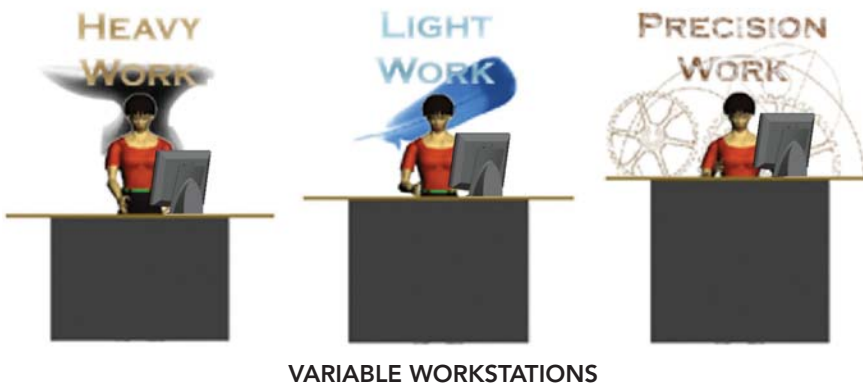 HEAVY
WORK
LIGHT
WORK
PRECISION
WORK
VARIABLE WORKSTATIONS